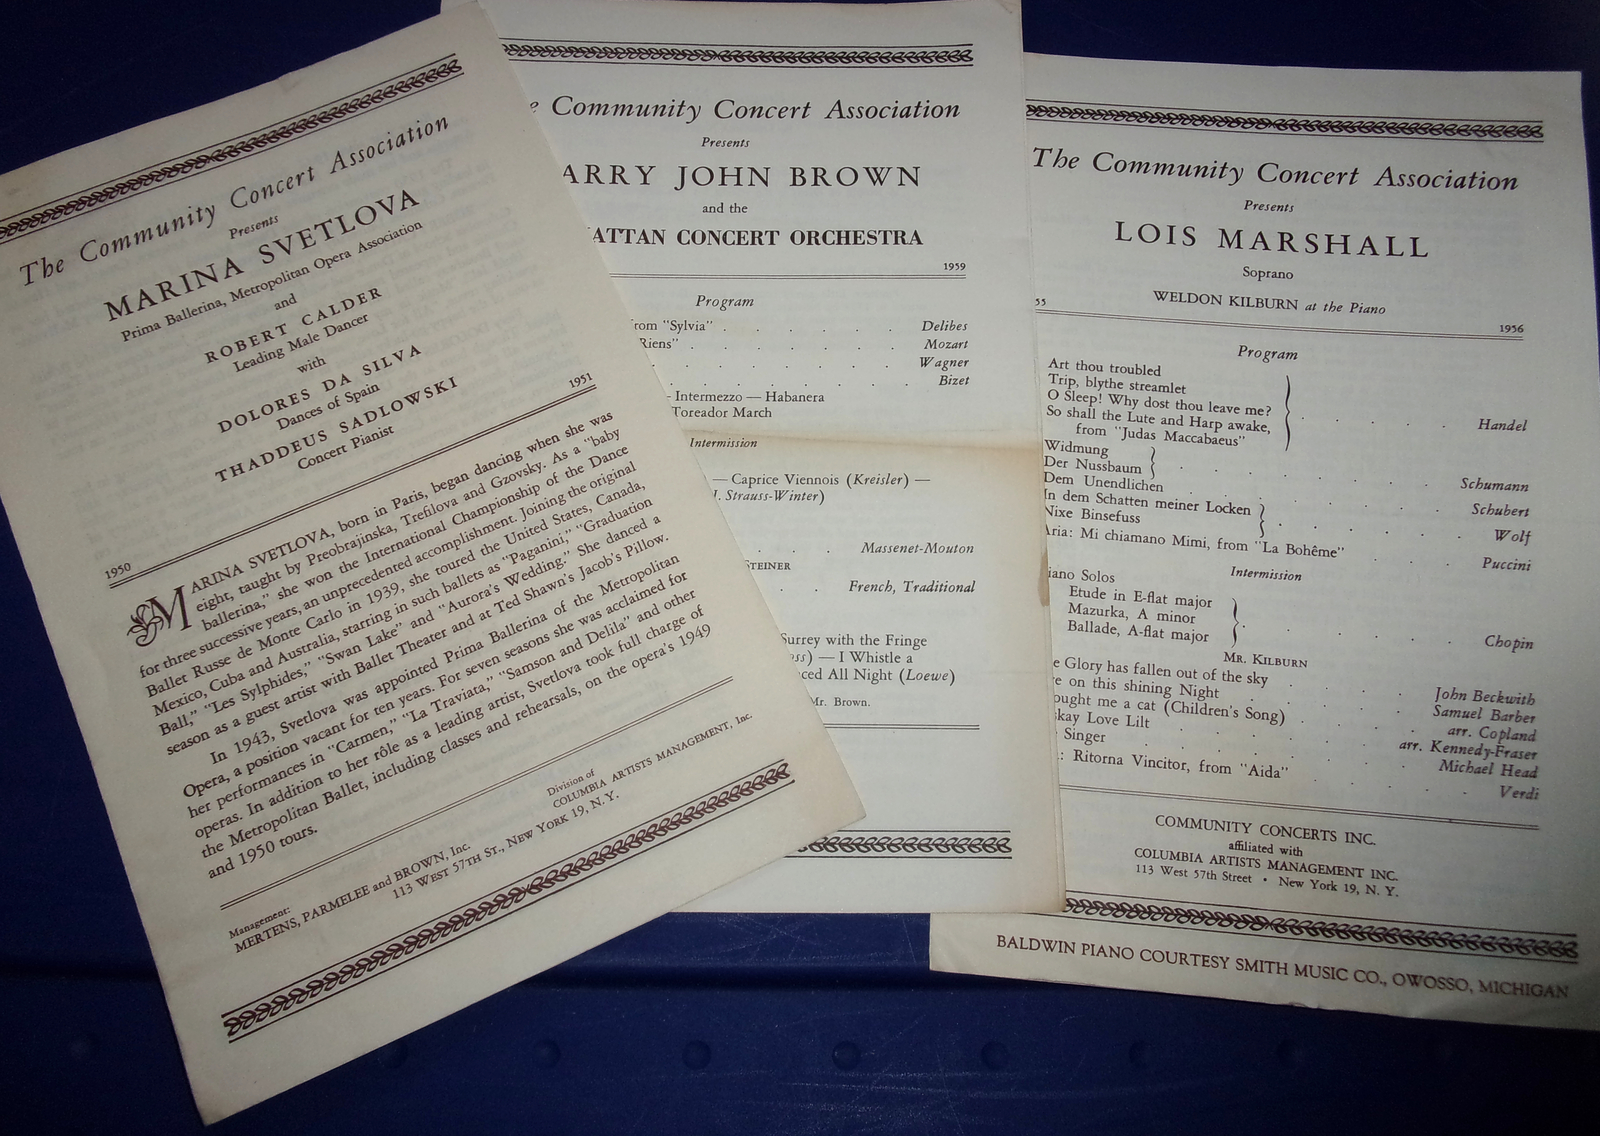 The Community Concert Association
Presents
MARINA SVETLOVA
Prima Ballerina, Metropolitan Opera Association
and
ROBERT CALDER
Leading Male Dancer
with
DOLORES DA SILVA
Dances of Spain
THADDEUS SADLOWSKI
Concert Pianist
1950 1951
MARINA SVETLOVA, born in Paris, began dancing when she was
eight, taught by Preobrajinska, Trefilova and Gzovsky. As a "baby
ballerina," she won the International Championship of the Dance
for three successive years, an unprecedented accomplishment. Joining the original
Ballet Russe de Monte Carlo in 1939, she toured the United States, Canada,
Mexico, Cuba and Australia, starring in such ballets as "Paganini," "Graduation
Ball," "Les Sylphides," "Swan Lake" and "Aurora's Wedding." She danced a
season as a guest artist with Ballet Theater and at Ted Shawn's Jacob's Pillow.
In 1943, Svetlova was appointed Prima Ballerina of the Metropolitan
Opera, a position vacant for ten years. For seven seasons she was acclaimed for
her performances in "Carmen," "La Traviata," "Samson and Delila" and other
operas. In addition to her rôle as a leading artist, Svetlova took full charge of
the Metropolitan Ballet, including classes and rehearsals, on the opera's 1949
and 1950 tours.
Management:
MERTENS, PARMELEE and BROWN, Inc.
Division of
COLUMBIA ARTISTS MANAGEMENT, Inc.
113 WEST 57TH ST., NEW YORK 19, N. Y.
e Community Concert Association
Presents
ARRY JOHN BROWN
and the
ATTAN CONCERT ORCHESTRA
1959
Program
from "Sylvia" . . . . . . Delibes
Riens" . . . . . . Mozart
. . . . . . Wagner
. . . . . . Bizet
- Intermezzo — Habanera
Toreador March
Intermission
— Caprice Viennois (Kreisler) —
J. Strauss-Winter)
. . Massenet-Mouton
STEINER
. . French, Traditional
Surrey with the Fringe
ss) — I Whistle a
ced All Night (Loewe)
Mr. Brown.
The Community Concert Association
Presents
LOIS MARSHALL
Soprano
WELDON KILBURN at the Piano
55 1956
Program
Art thou troubled
Trip, blythe streamlet
O Sleep! Why dost thou leave me?
So shall the Lute and Harp awake,
from "Judas Maccabaeus" . . . . Handel
Widmung
Der Nussbaum . . . . . . Schumann
Dem Unendlichen . . . . . . Schubert
In dem Schatten meiner Locken
Nixe Binsefuss . . . . . . Wolf
Aria: Mi chiamano Mimi, from "La Bohême" . . . Puccini
Intermission
iano Solos
Etude in E-flat major
Mazurka, A minor
Ballade, A-flat major . . . . . . Chopin
MR. KILBURN
e Glory has fallen out of the sky . . . John Beckwith
e on this shining Night . . . . Samuel Barber
ought me a cat (Children's Song) . . . arr. Copland
skay Love Lilt . . . . arr. Kennedy-Fraser
Singer . . . . . . Michael Head
: Ritorna Vincitor, from "Aida" . . . . Verdi
COMMUNITY CONCERTS INC.
affiliated with
COLUMBIA ARTISTS MANAGEMENT INC.
113 West 57th Street • New York 19, N. Y.
BALDWIN PIANO COURTESY SMITH MUSIC CO., OWOSSO, MICHIGAN